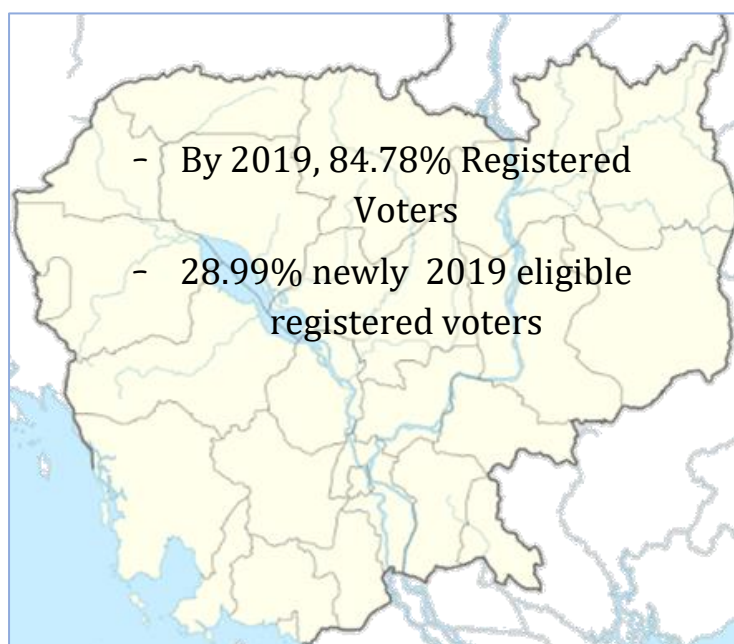 - By 2019, 84.78% Registered
Voters
- 28.99% newly 2019 eligible
registered voters